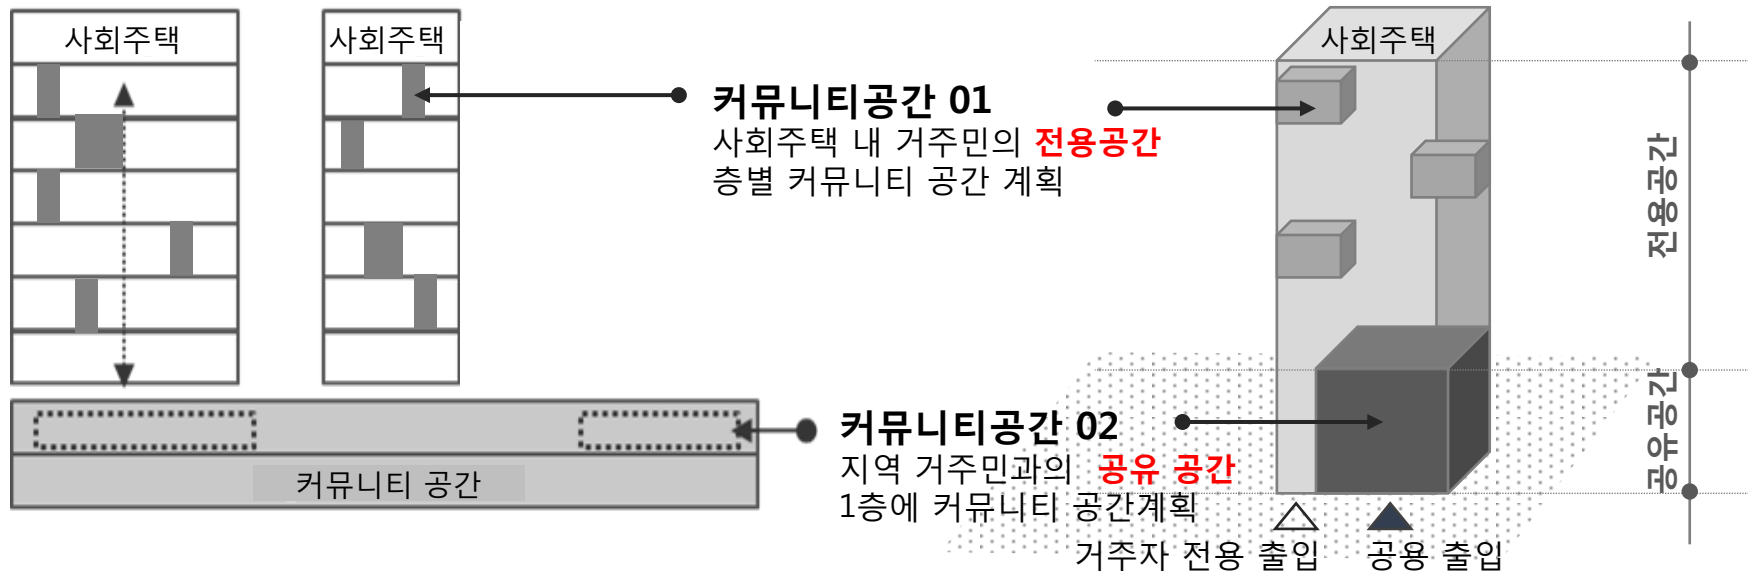 사회주택
사회주택
커뮤니티공간 01
사회주택 내 거주민의 전용공간
층별 커뮤니티 공간 계획
커뮤니티 공간
커뮤니티공간 02
지역 거주민과의 공유 공간
1층에 커뮤니티 공간계획
사회주택
전용공간
공유공간
거주자 전용 출입
공용 출입